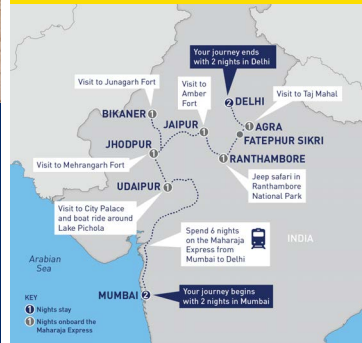 Your journey ends
with 2 nights in Delhi
Visit to Junagarh Fort
Visit to
Amber
Fort
2 DELHI
Visit to Taj Mahal
BIKANER 1
1 AGRA
JAIPUR 1
FATEPHUR SIKRI
JHODPUR 1
1 RANTHAMBORE
Visit to Mehrangarh Fort
Jeep safari in
Ranthambore
National Park
UDAIPUR 1
Visit to City Palace
and boat ride around
Lake Pichola
Spend 6 nights
on the Maharaja
Express from
Mumbai to Delhi
INDIA
Arabian
Sea
MUMBAI 2
Your journey begins
with 2 nights in Mumbai
KEY
1 Nights stay
1 Nights onboard the
Maharaja Express